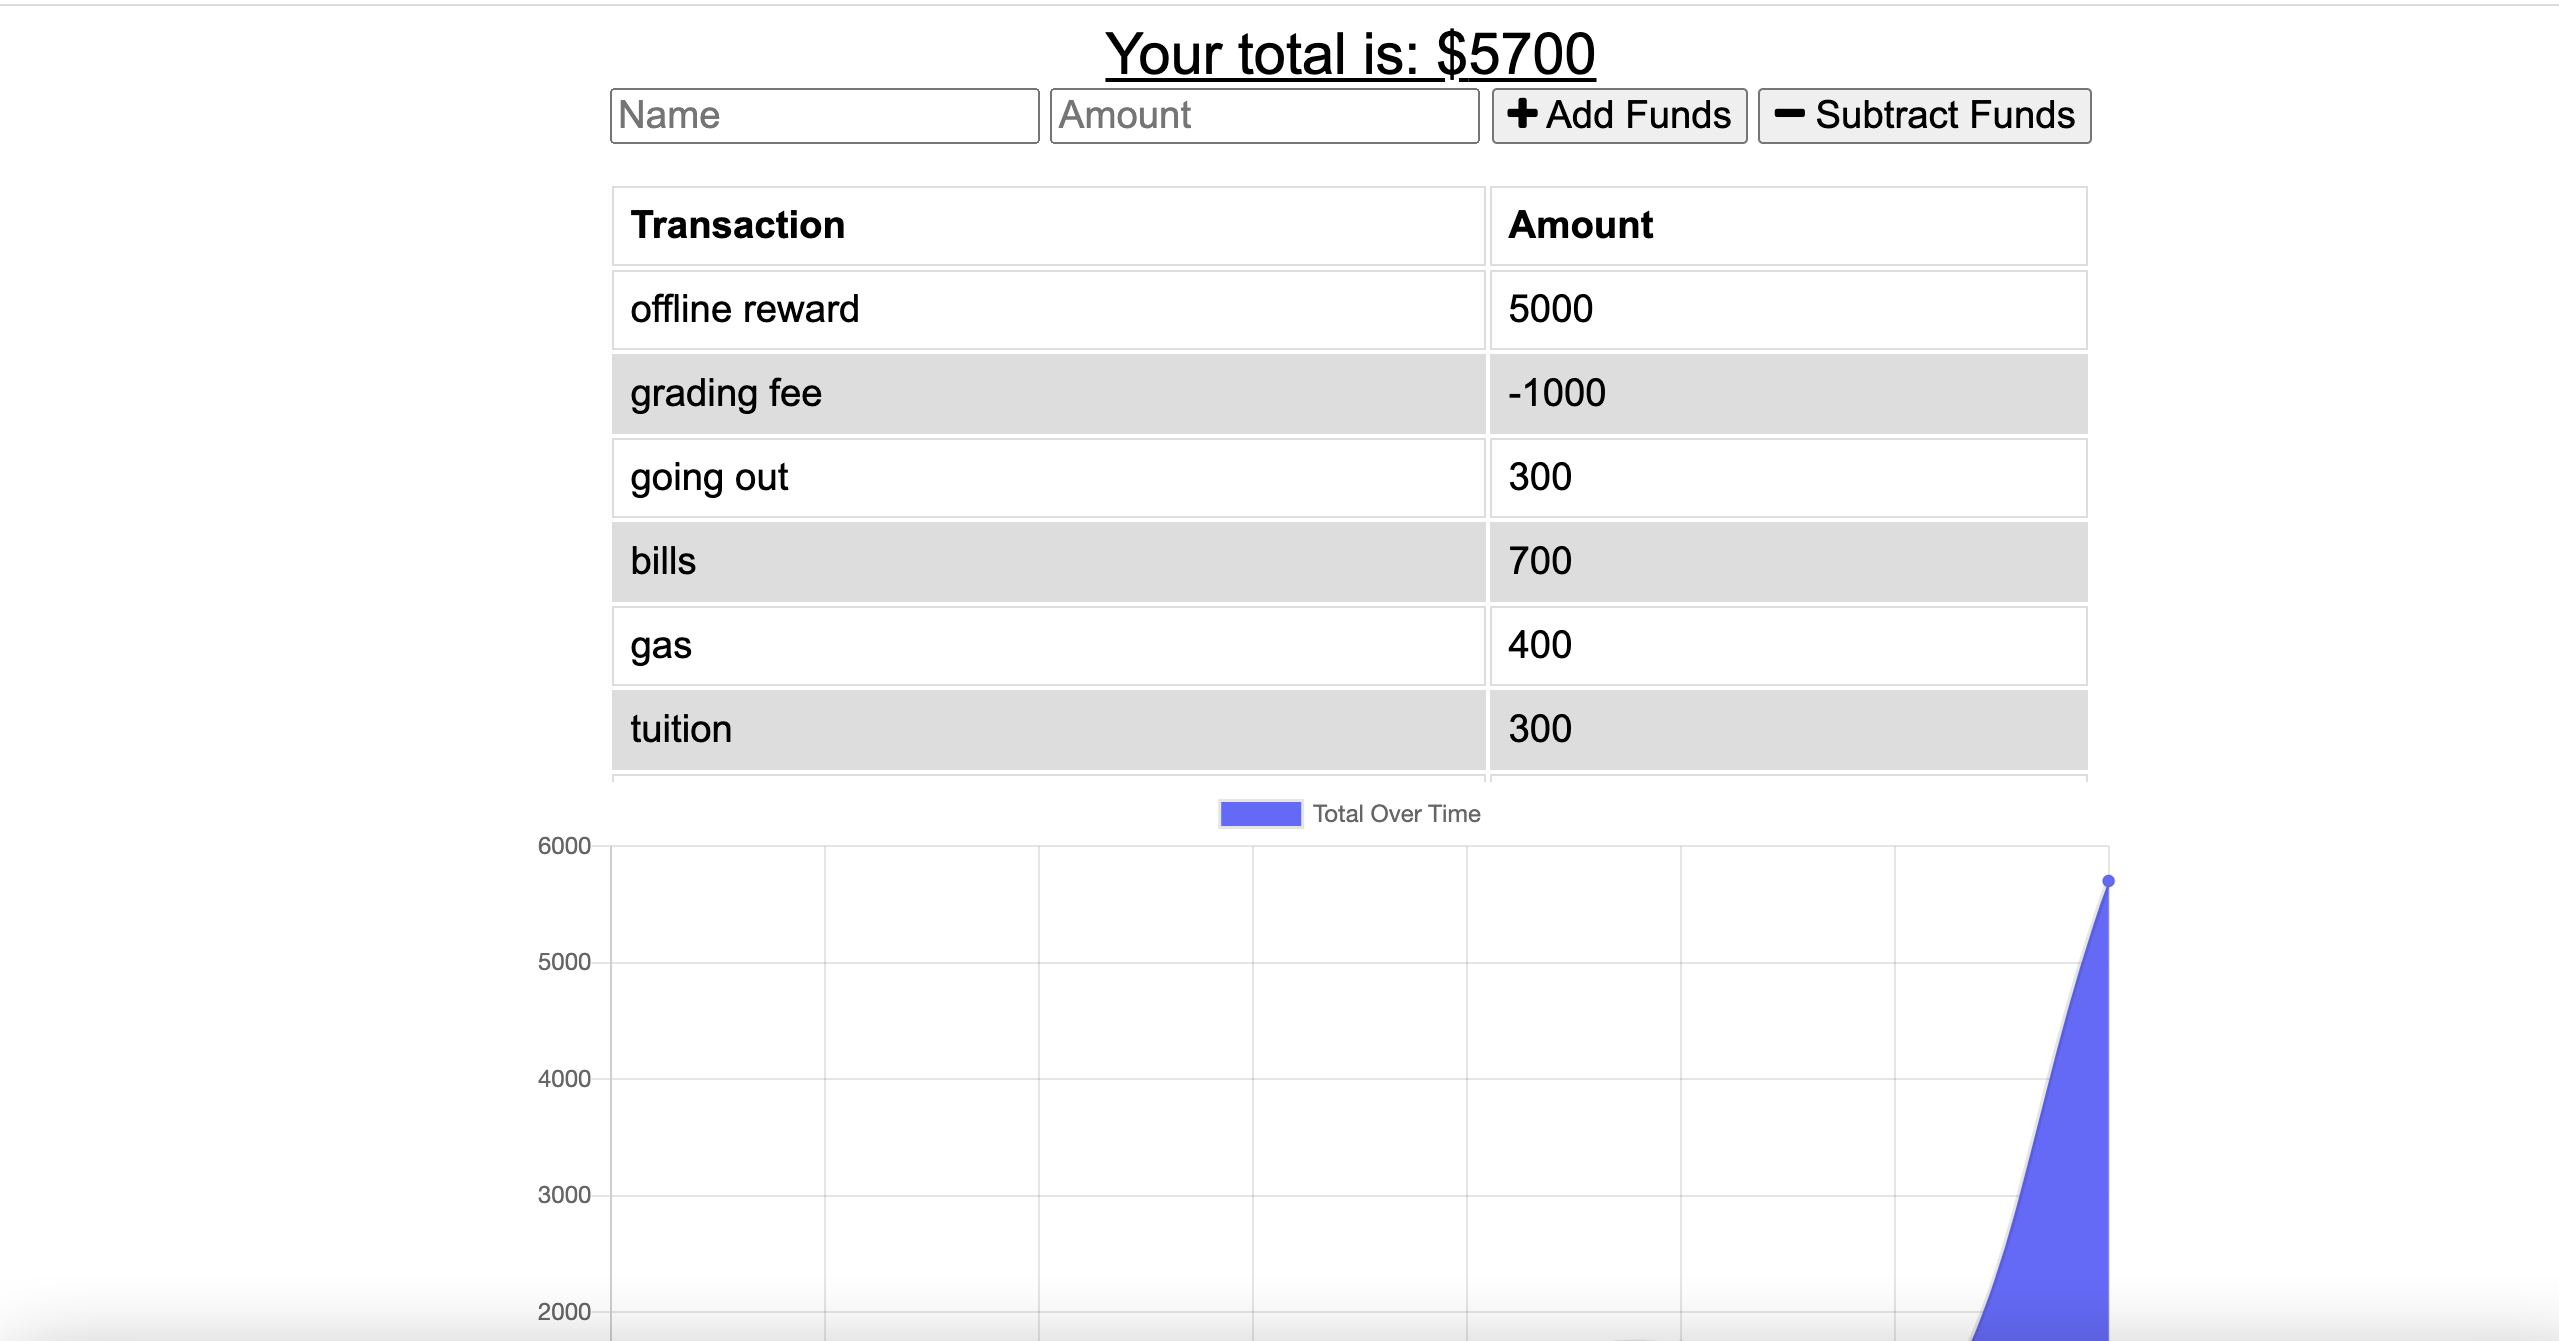 Your total is: $5700
Name Amount Add Funds Subtract Funds
Transaction Amount
offline reward 5000
grading fee -1000
going out 300
bills 700
gas 400
tuition 300
Total Over Time
6000
5000
4000
3000
2000